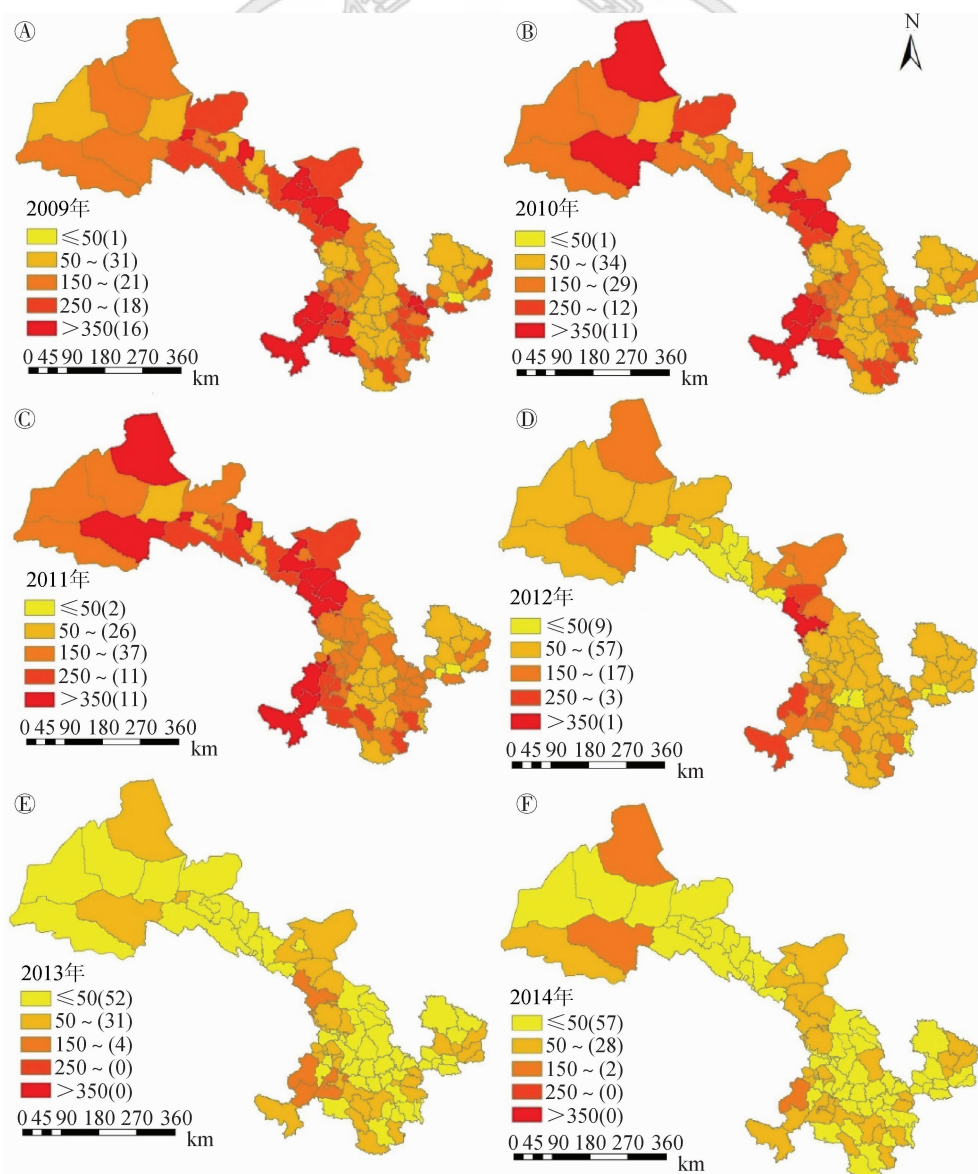 Ⓐ
2009年
≤50(1)
50～(31)
150～(21)
250～(18)
>350(16)
0 45 90 180 270 360
km
Ⓑ
N
2010年
≤50(1)
50～(34)
150～(29)
250～(12)
>350(11)
0 45 90 180 270 360
km
Ⓒ
2011年
≤50(2)
50～(26)
150～(37)
250～(11)
>350(11)
0 45 90 180 270 360
km
Ⓓ
2012年
≤50(9)
50～(57)
150～(17)
250～(3)
>350(1)
0 45 90 180 270 360
km
Ⓔ
2013年
≤50(52)
50～(31)
150～(4)
250～(0)
>350(0)
0 45 90 180 270 360
km
Ⓕ
2014年
≤50(57)
50～(28)
150～(2)
250～(0)
>350(0)
0 45 90 180 270 360
km